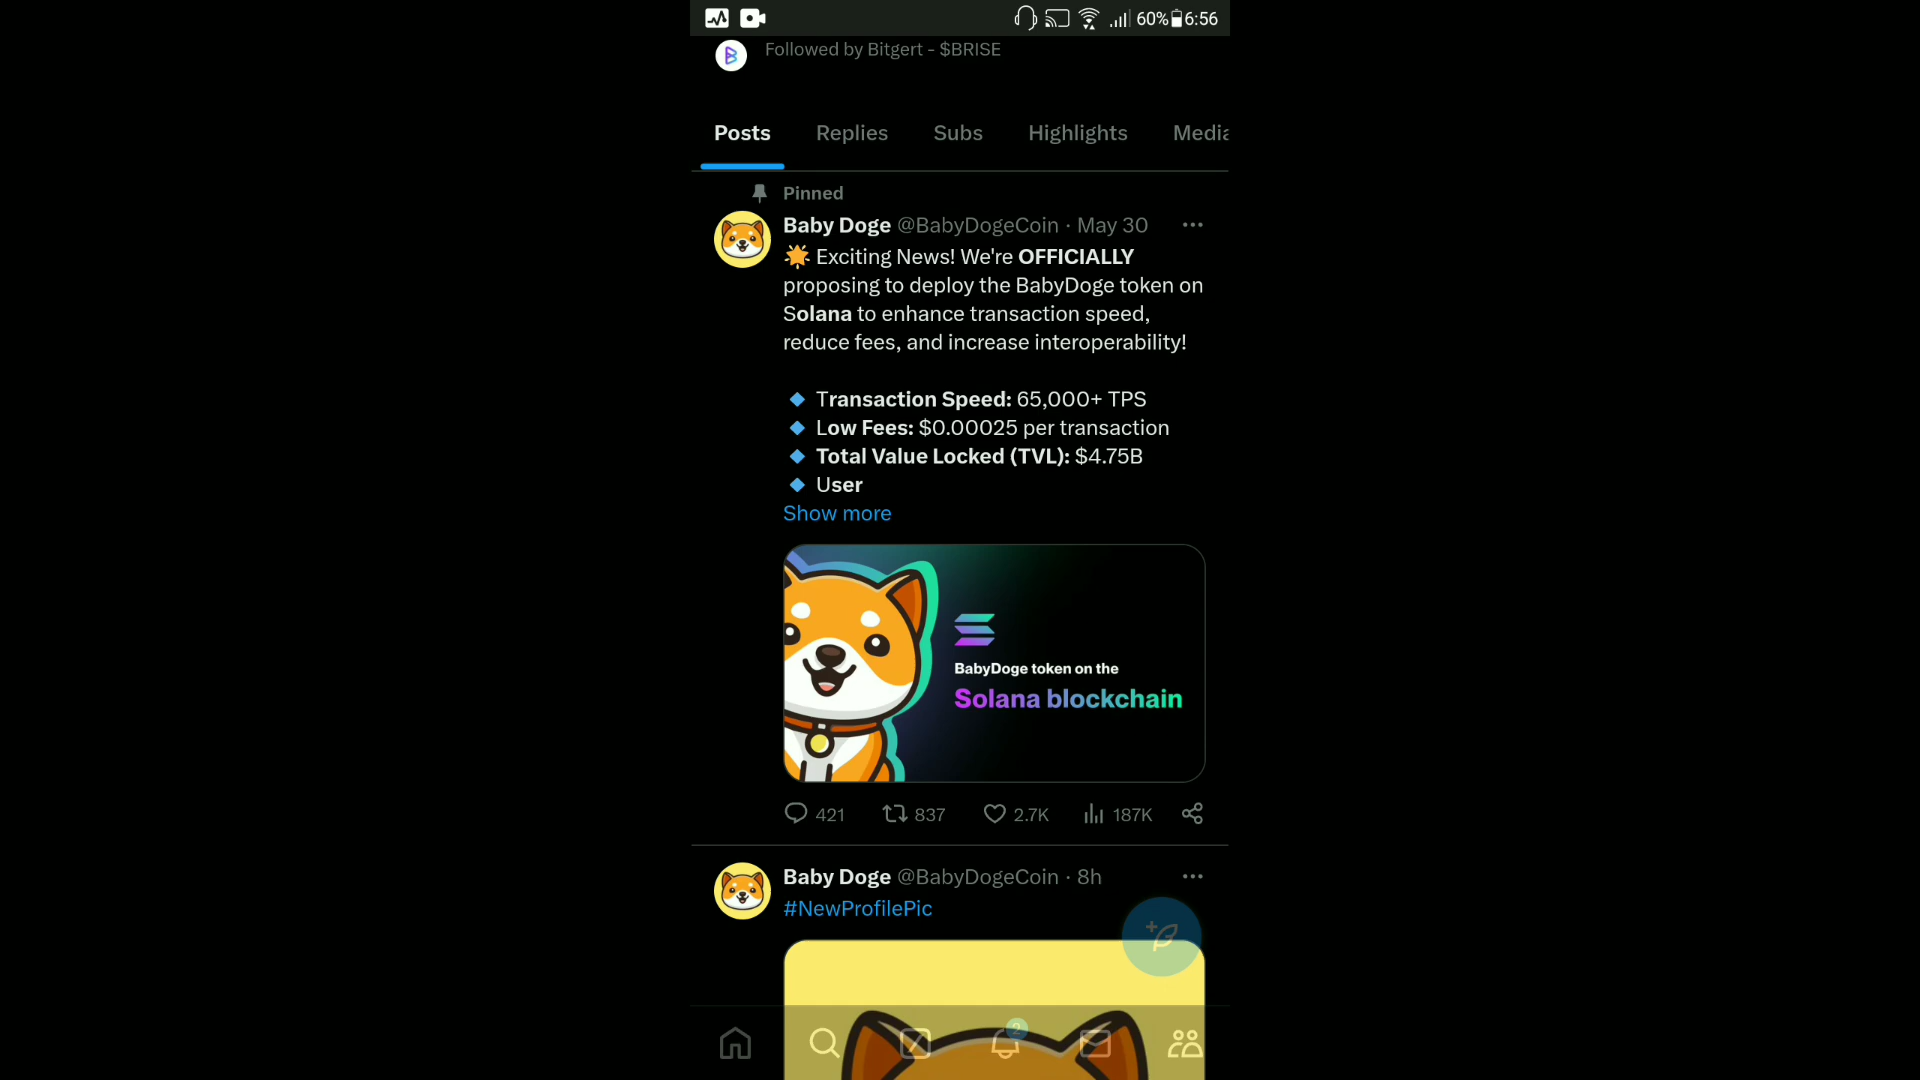 60% 6:56
Followed by Bitgert - $BRISE
Posts Replies Subs Highlights Media
Pinned
Baby Doge @BabyDogeCoin · May 30
🌟 Exciting News! We're OFFICIALLY
proposing to deploy the BabyDoge token on
Solana to enhance transaction speed,
reduce fees, and increase interoperability!
🔹 Transaction Speed: 65,000+ TPS
🔹 Low Fees: $0.00025 per transaction
🔹 Total Value Locked (TVL): $4.75B
🔹 User
Show more
BabyDoge token on the
Solana blockchain
421 837 2.7K 187K
Baby Doge @BabyDogeCoin · 8h
#NewProfilePic
2